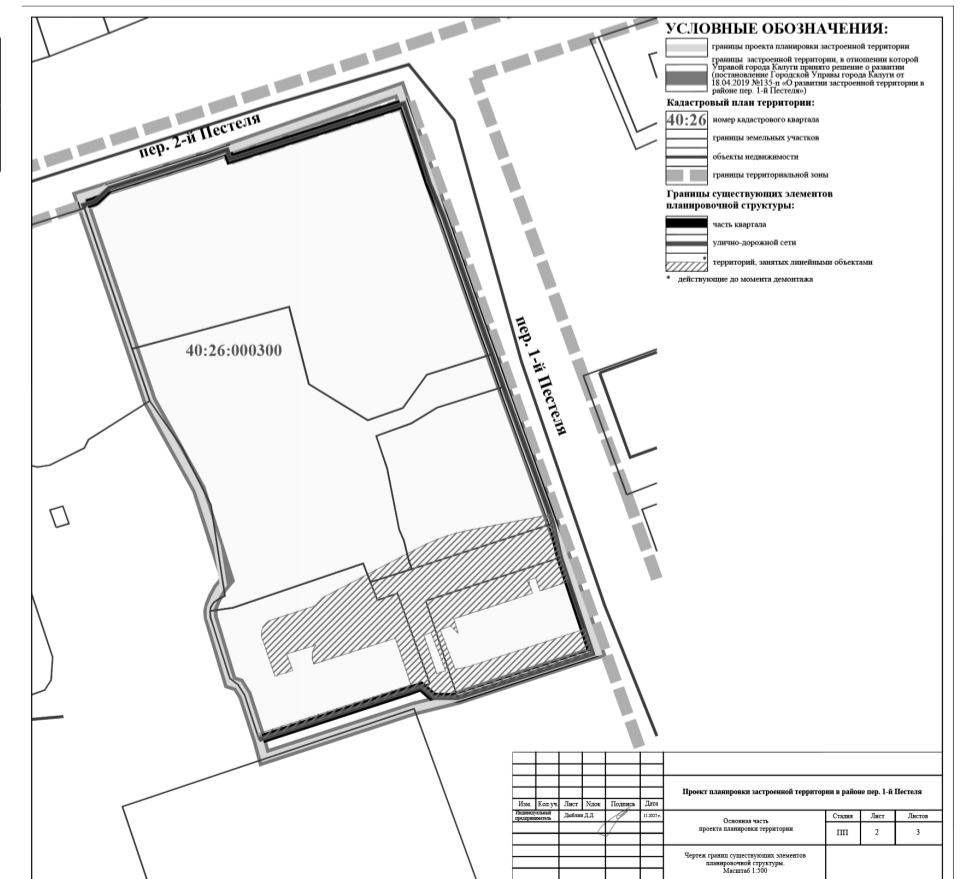 УСЛОВНЫЕ ОБОЗНАЧЕНИЯ:
границы проекта планировки застроенной территории
границы застроенной территории, в отношении которой
Управой города Калуги принято решение о развитии
(постановление Городской Управы города Калуги от
18.04.2019 №135-п «О развитии застроенной территории в
районе пер. 1-й Пестеля»)
Кадастровый план территории:
40:26 номер кадастрового квартала
границы земельных участков
объекты недвижимости
границы территориальной зоны
Границы существующих элементов
планировочной структуры:
часть квартала
улично-дорожной сети
* территорий, занятых линейными объектами
* действующие до момента демонтажа
пер. 2-й Пестеля
пер. 1-й Пестеля
40:26:000300
Проект планировки застроенной территории в районе пер. 1-й Пестеля
Изм. Кол.уч. Лист Nдок Подпись Дата
Индивидуальный
предприниматель
Д.Д.
Основная часть
проекта планировки территории
Стадия Лист Листов
ПП 2 3
Чертеж границ существующих элементов
планировочной структуры.
Масштаб 1:500